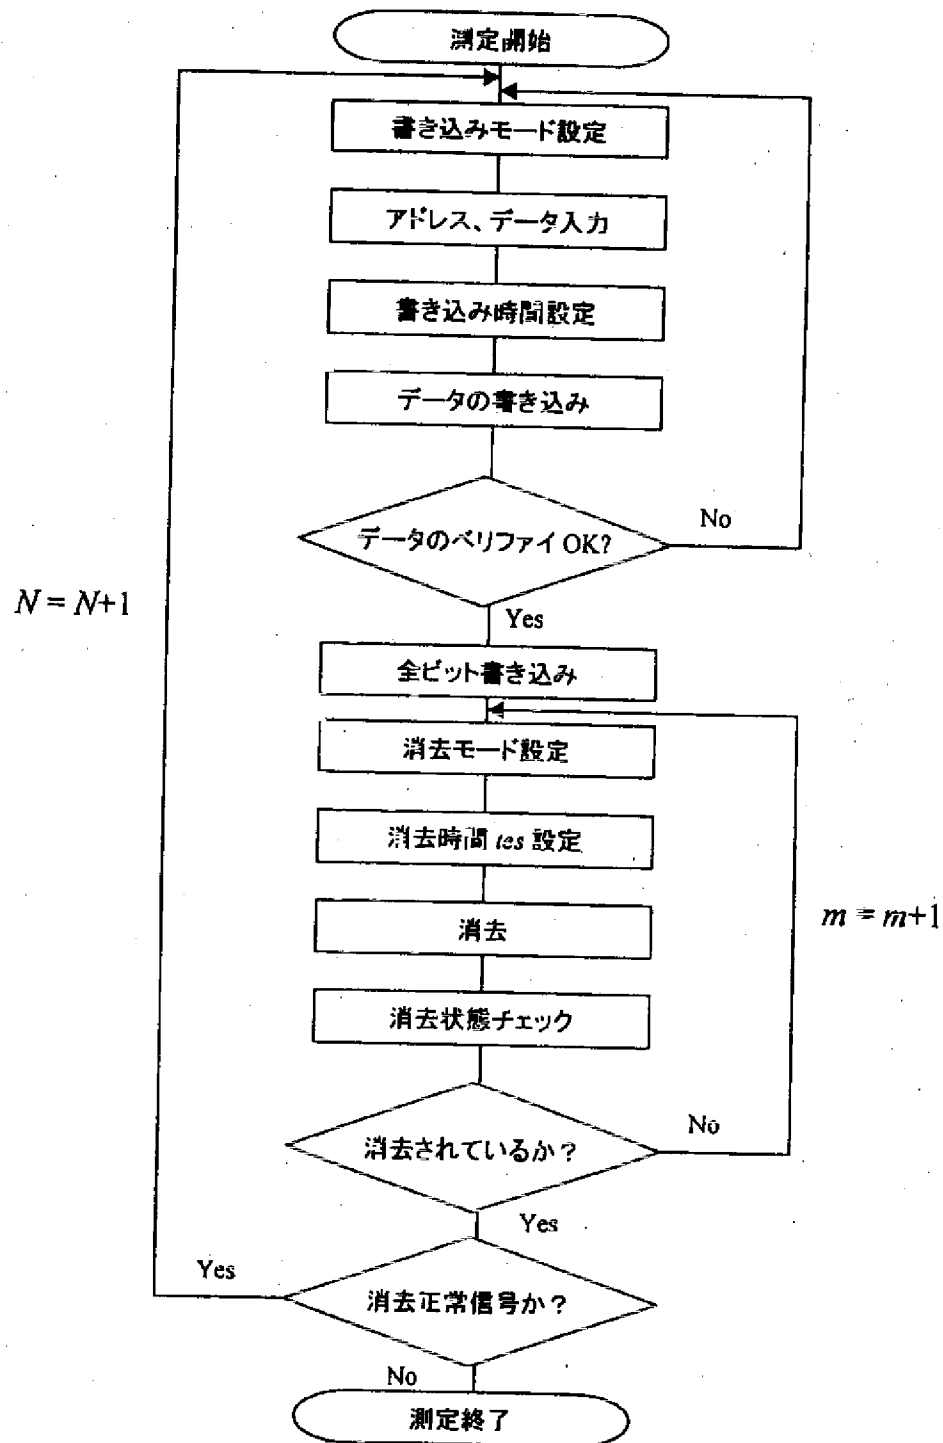 測定開始
書き込みモード設定
アドレス、データ入力
書き込み時間設定
データの書き込み
データのベリファイ OK?
No
N = N+1
Yes
全ビット書き込み
消去モード設定
消去時間 tes 設定
消去
m = m+1
消去状態チェック
消去されているか？
No
Yes
Yes
消去正常信号か？
No
測定終了